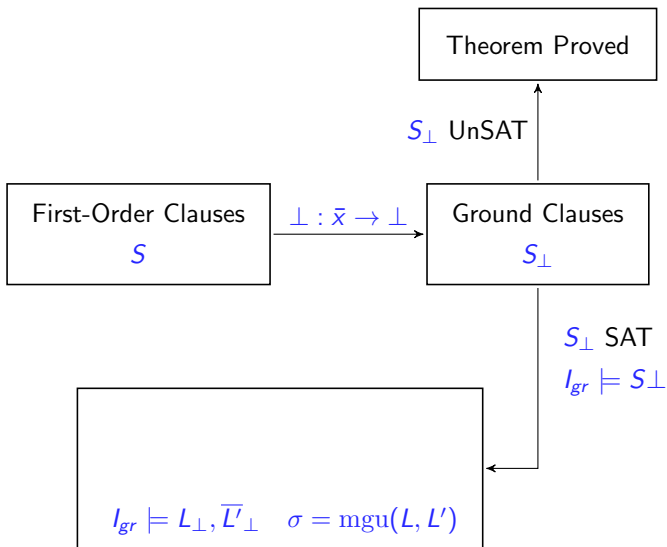 Theorem Proved
S⊥ UnSAT
First-Order Clauses
S
⊥ : x̄ → ⊥
Ground Clauses
S⊥
S⊥ SAT
I_gr ⊨ S⊥
I_gr ⊨ L⊥, L̅'̅⊥ σ = mgu(L, L')